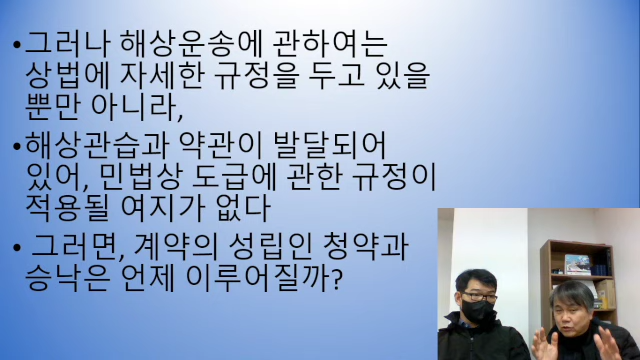 •그러나 해상운송에 관하여는
상법에 자세한 규정을 두고 있을
뿐만 아니라,
•해상관습과 약관이 발달되어
있어, 민법상 도급에 관한 규정이
적용될 여지가 없다
• 그러면, 계약의 성립인 청약과
승낙은 언제 이루어질까?